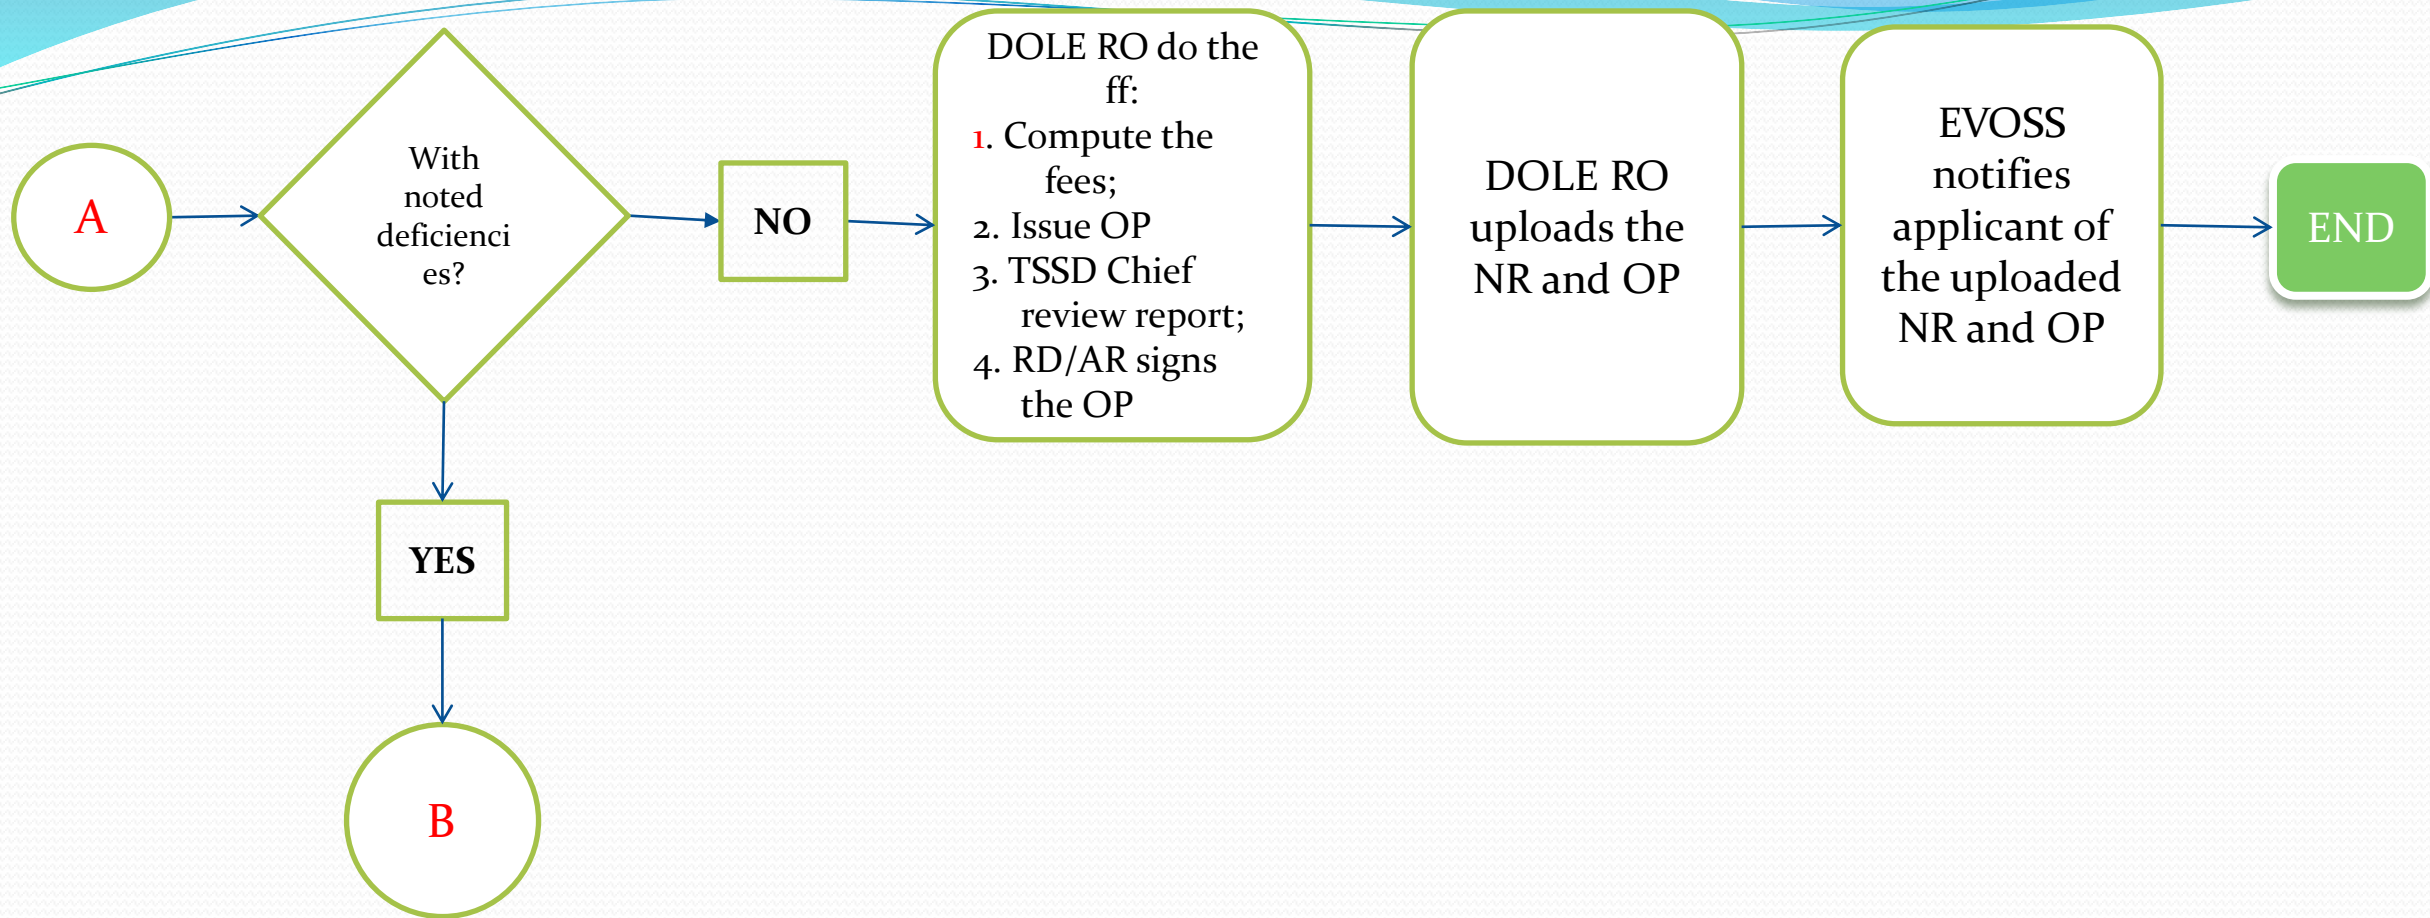 A
With
noted
deficienci
es?
NO
DOLE RO do the
ff:
1. Compute the
fees;
2. Issue OP
3. TSSD Chief
review report;
4. RD/AR signs
the OP
DOLE RO
uploads the
NR and OP
EVOSS
notifies
applicant of
the uploaded
NR and OP
END
YES
B